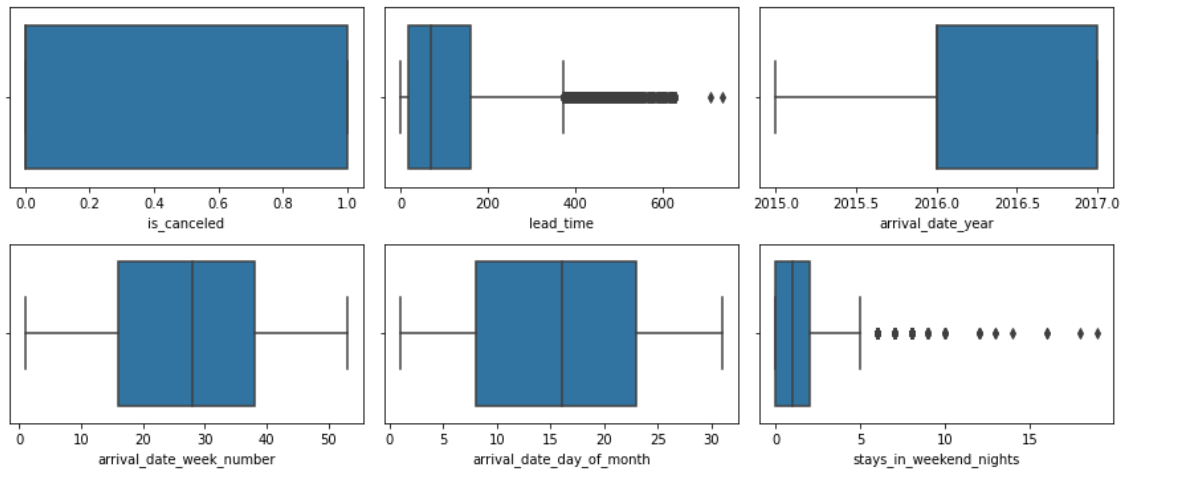 0.0 0.2 0.4 0.6 0.8 1.0
is_canceled
0 200 400 600
lead_time
2015.0 2015.5 2016.0 2016.5 2017.0
arrival_date_year
0 10 20 30 40 50
arrival_date_week_number
0 5 10 15 20 25 30
arrival_date_day_of_month
0 5 10 15
stays_in_weekend_nights